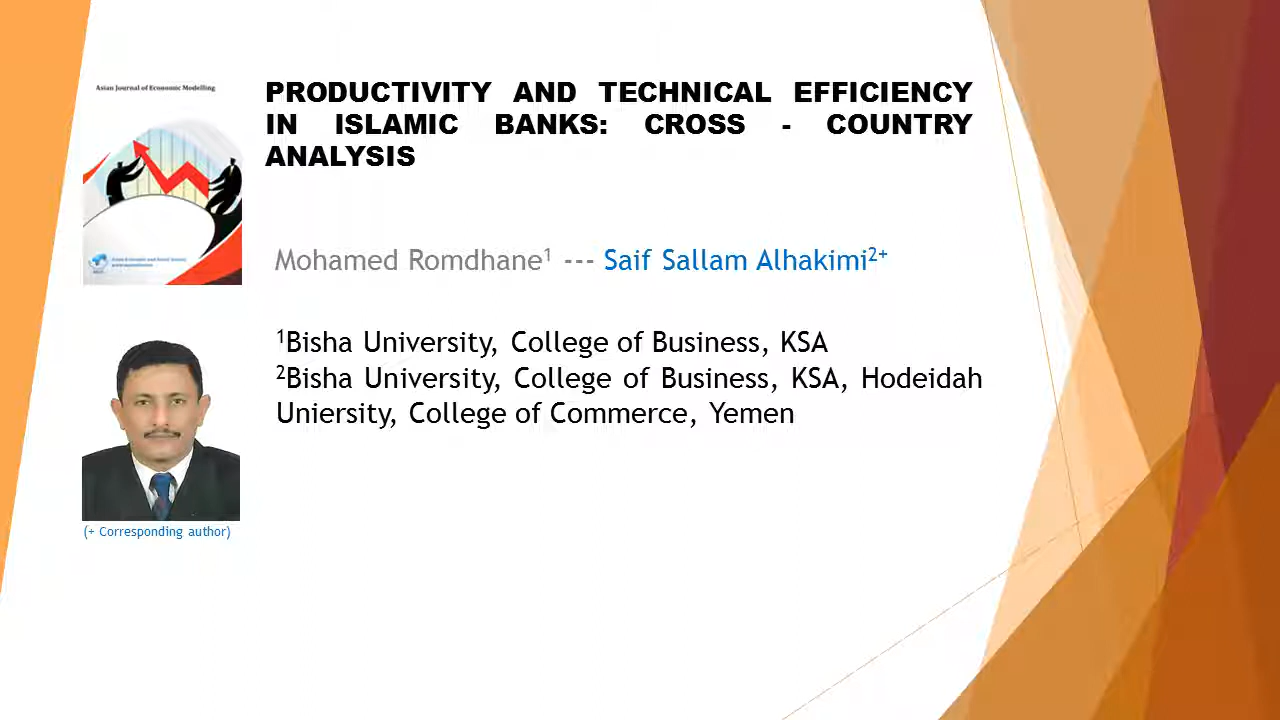 Asian Journal of Economic Modelling
PRODUCTIVITY AND TECHNICAL EFFICIENCY
IN ISLAMIC BANKS: CROSS - COUNTRY
ANALYSIS
Mohamed Romdhane¹ --- Saif Sallam Alhakimi²⁺
¹Bisha University, College of Business, KSA
²Bisha University, College of Business, KSA, Hodeidah
Uniersity, College of Commerce, Yemen
(+ Corresponding author)